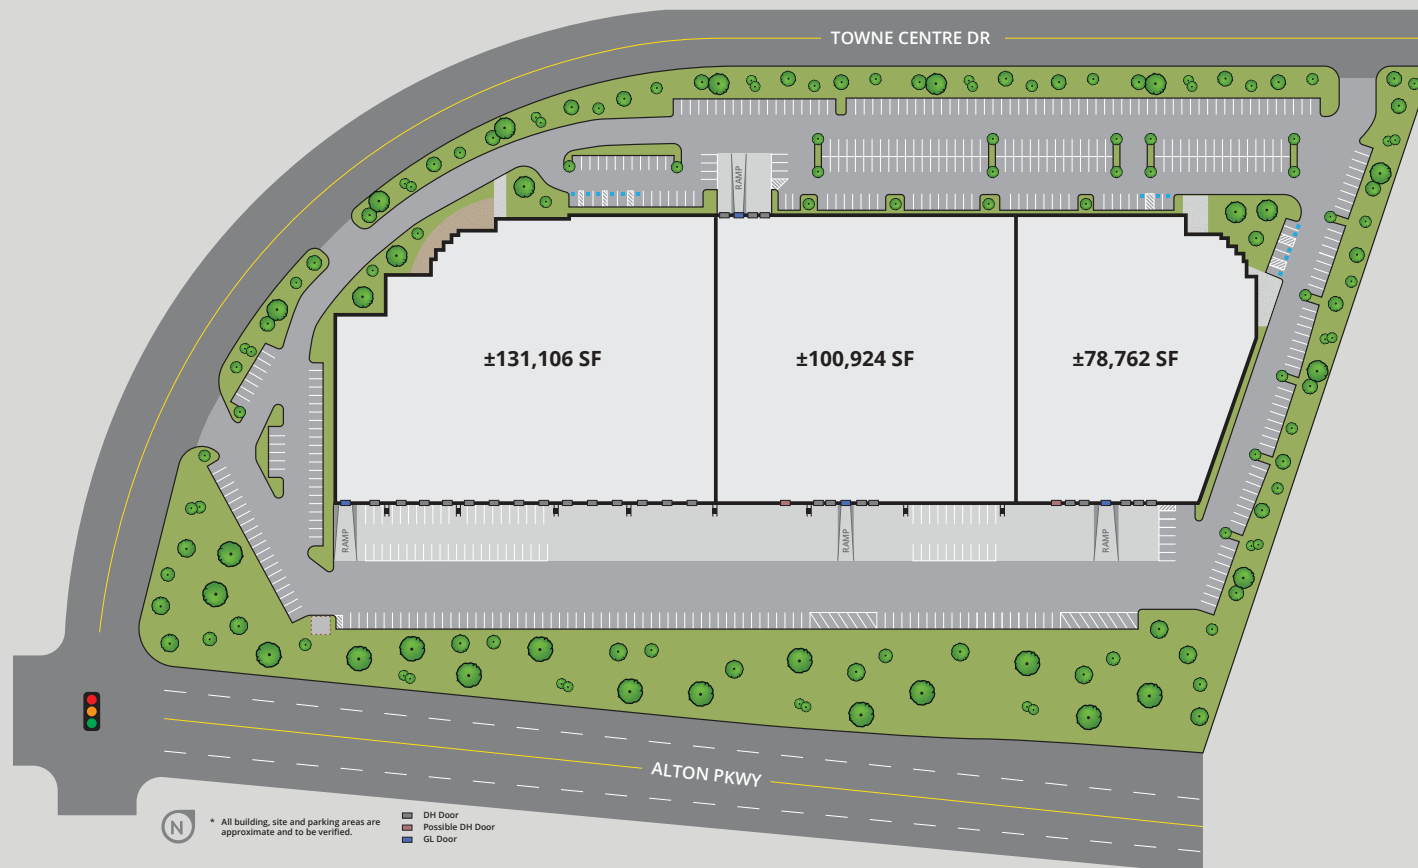 TOWNE CENTRE DR
RAMP
±131,106 SF
±100,924 SF
±78,762 SF
RAMP
RAMP
RAMP
ALTON PKWY
N
* All building, site and parking areas are
approximate and to be verified.
DH Door
Possible DH Door
GL Door